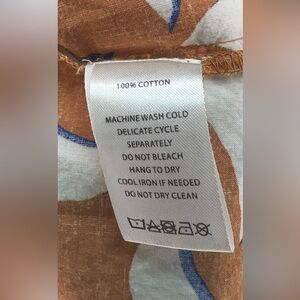 100% COTTON
MACHINE WASH COLD
DELICATE CYCLE
SEPARATELY
DO NOT BLEACH
HANG TO DRY
COOL IRON IF NEEDED
DO NOT DRY CLEAN